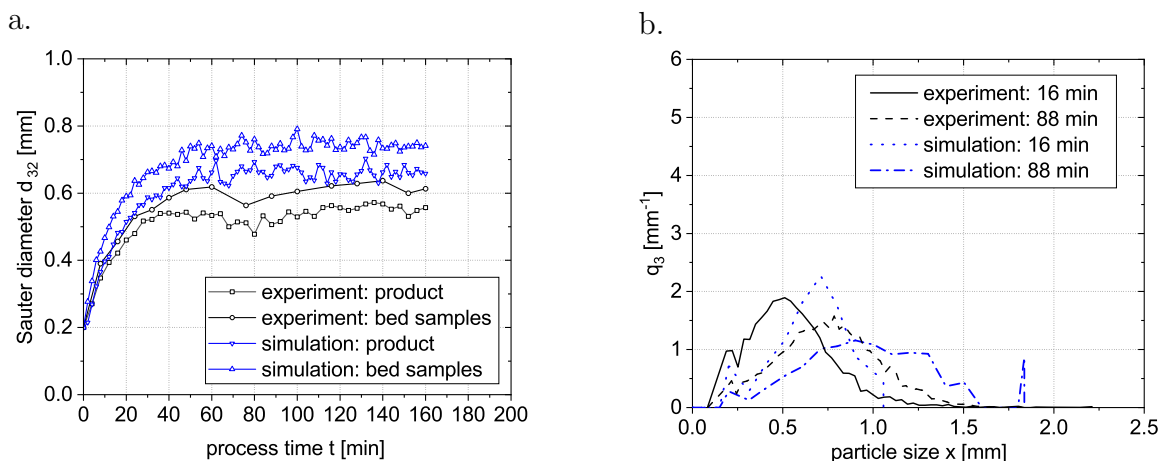 a.
Sauter diameter d32 [mm]
1.0
0.8
0.6
0.4
0.2
0.0
experiment: product
experiment: bed samples
simulation: product
simulation: bed samples
0 20 40 60 80 100 120 140 160 180 200
process time t [min]
b.
q3 [mm-1]
6
5
4
3
2
1
0
experiment: 16 min
experiment: 88 min
simulation: 16 min
simulation: 88 min
0.0 0.5 1.0 1.5 2.0 2.5
particle size x [mm]